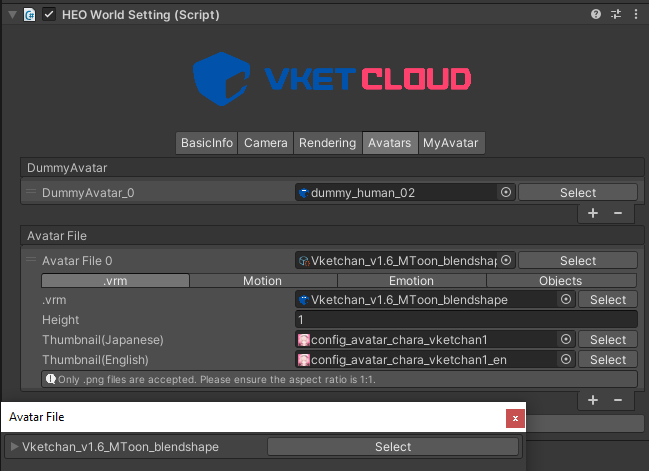 HEO World Setting (Script)
VKET CLOUD
BasicInfo Camera Rendering Avatars MyAvatar
DummyAvatar
DummyAvatar_0 dummy_human_02 Select
+ −
Avatar File
Avatar File 0 Vketchan_v1.6_MToon_blendshap Select
.vrm Motion Emotion Objects
.vrm Vketchan_v1.6_MToon_blendshape Select
Height 1
Thumbnail(Japanese) config_avatar_chara_vketchan1 Select
Thumbnail(English) config_avatar_chara_vketchan1_en Select
Only .png files are accepted. Please ensure the aspect ratio is 1:1.
+ −
Avatar File x
Vketchan_v1.6_MToon_blendshape Select